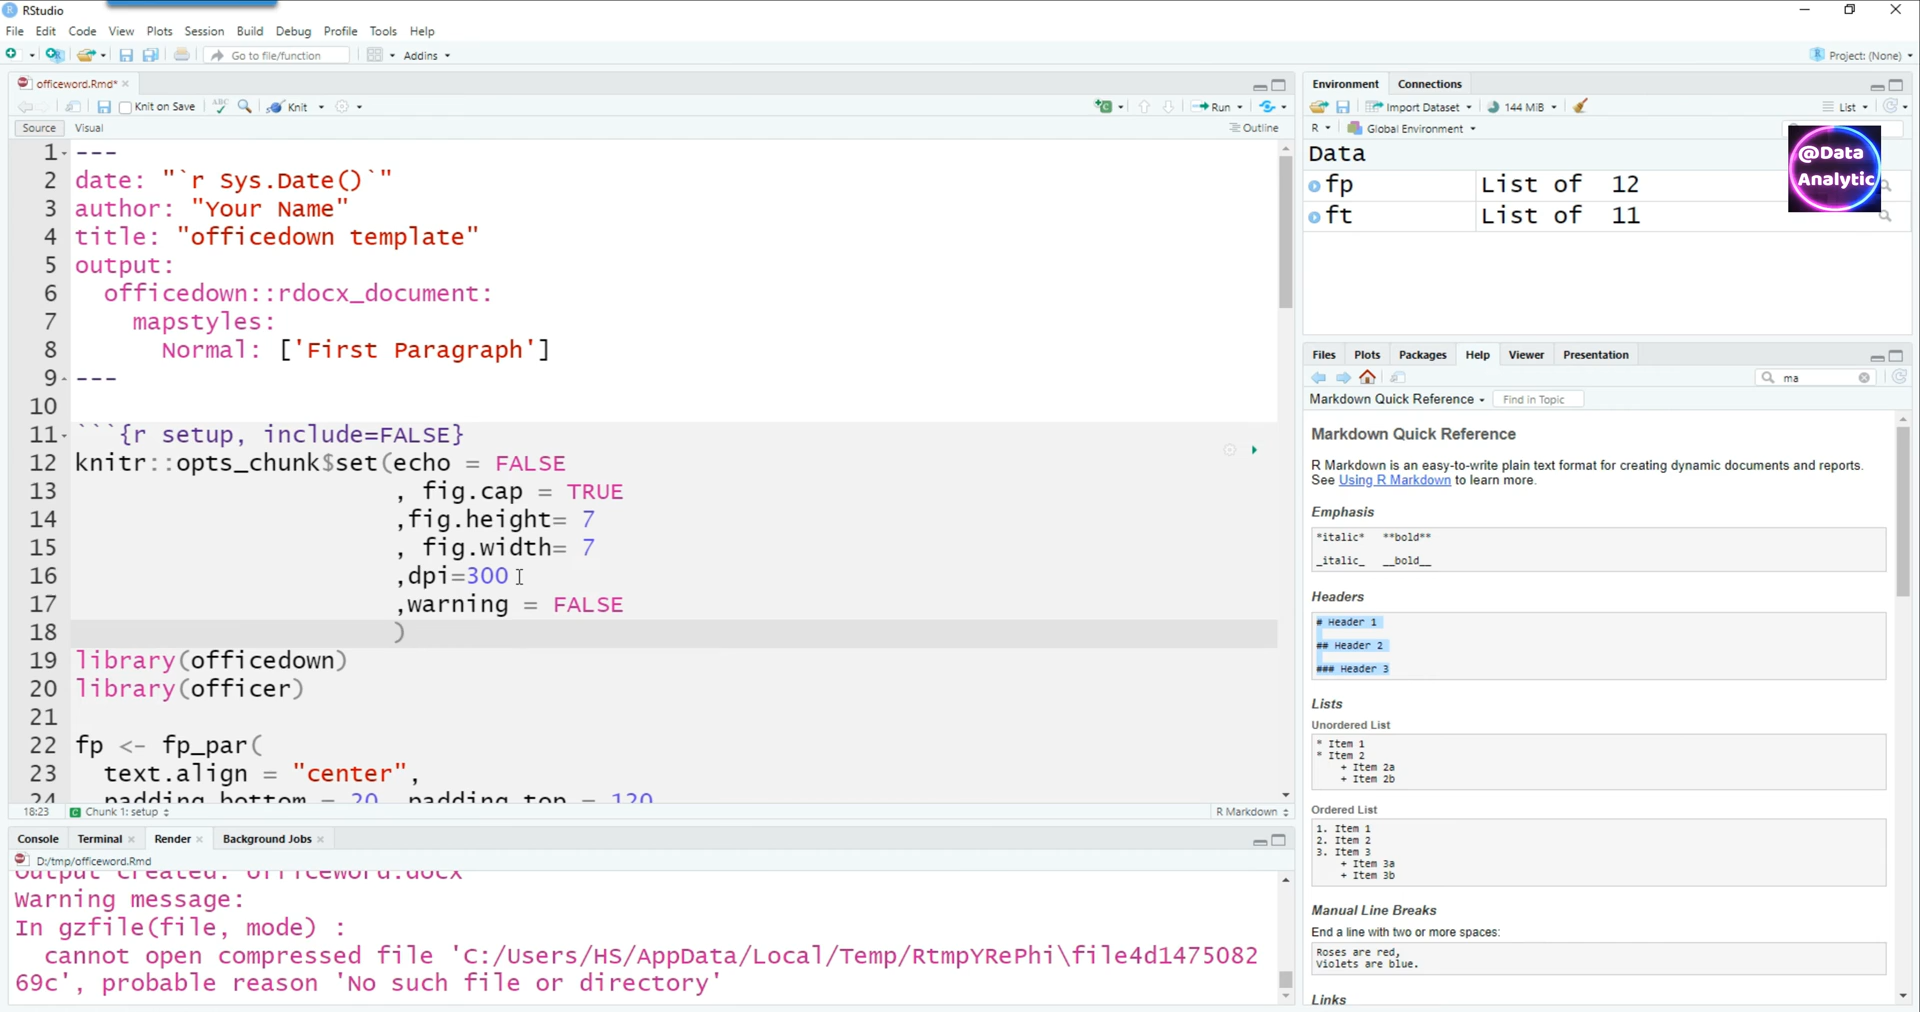 RStudio
File Edit Code View Plots Session Build Debug Profile Tools Help
Go to file/function Addins Project: (None)
officeword.Rmd*
Knit on Save Knit Run
Source Visual Outline
1 ---
2 date: "`r Sys.Date()`"
3 author: "Your Name"
4 title: "officedown template"
5 output:
6 officedown::rdocx_document:
7 mapstyles:
8 Normal: ['First Paragraph']
9 ---
10
11 ```{r setup, include=FALSE}
12 knitr::opts_chunk$set(echo = FALSE
13 , fig.cap = TRUE
14 ,fig.height= 7
15 , fig.width= 7
16 ,dpi=300
17 ,warning = FALSE
18 )
19 library(officedown)
20 library(officer)
21
22 fp <- fp_par(
23 text.align = "center",
24 padding.bottom = 20, padding.top = 120,
18:23 Chunk 1: setup R Markdown
Console Terminal Render Background Jobs
D:/tmp/officeword.Rmd
Output created: officeword.docx
Warning message:
In gzfile(file, mode) :
cannot open compressed file 'C:/Users/HS/AppData/Local/Temp/RtmpYRePhi\file4d1475082
69c', probable reason 'No such file or directory'
Environment Connections
Import Dataset 144 MiB List
R Global Environment
Data
fp List of 12
ft List of 11
@Data
Analytic
Files Plots Packages Help Viewer Presentation
ma
Markdown Quick Reference Find in Topic
Markdown Quick Reference
R Markdown is an easy-to-write plain text format for creating dynamic documents and reports.
See Using R Markdown to learn more.
Emphasis
*italic* **bold**
_italic_ __bold__
Headers
# Header 1
## Header 2
### Header 3
Lists
Unordered List
* Item 1
* Item 2
+ Item 2a
+ Item 2b
Ordered List
1. Item 1
2. Item 2
3. Item 3
+ Item 3a
+ Item 3b
Manual Line Breaks
End a line with two or more spaces:
Roses are red,
Violets are blue.
Links